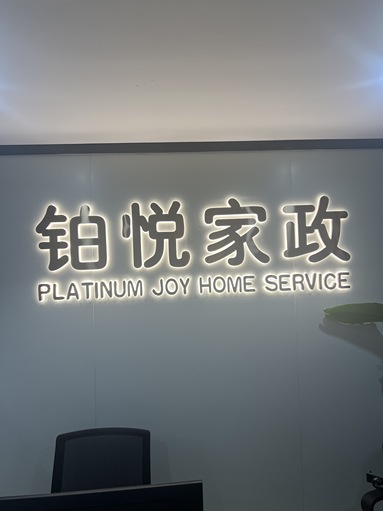 铂悦家政
PLATINUM JOY HOME SERVICE